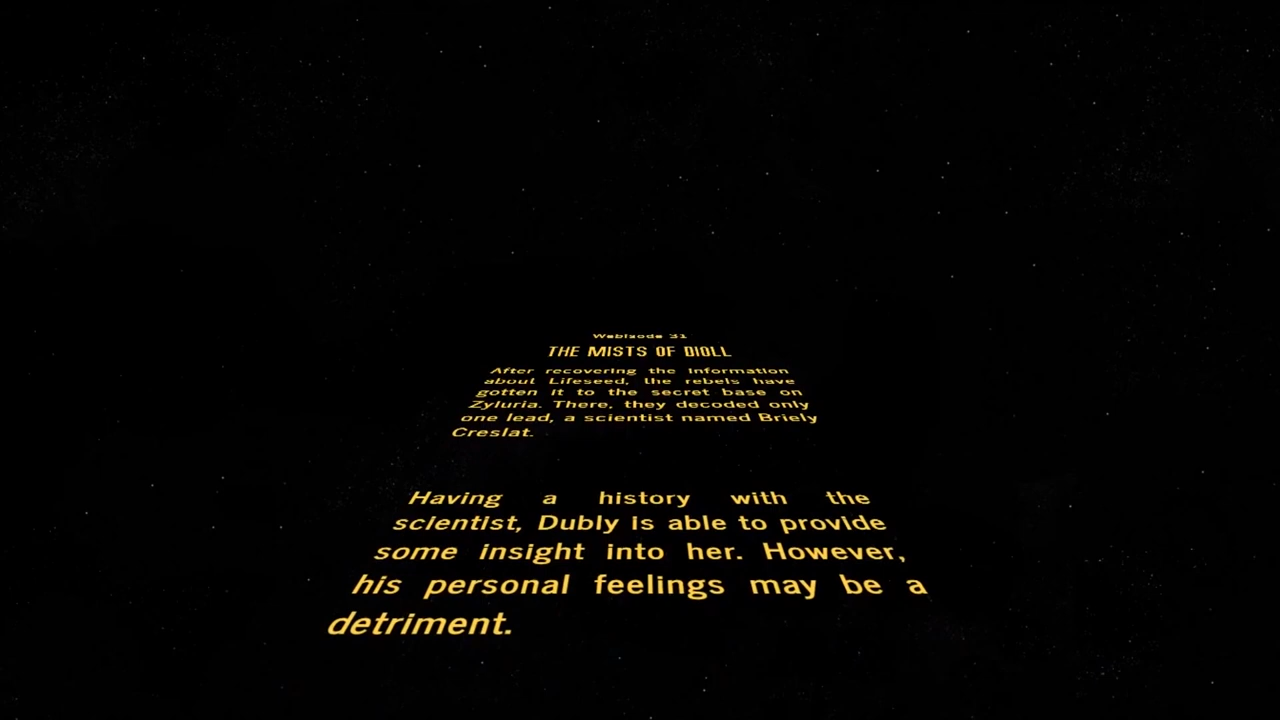 Webisode 31
THE MISTS OF DIOLL
After recovering the information
about Lifeseed, the rebels have
gotten it to the secret base on
Zyluria. There, they decoded only
one lead, a scientist named Briely
Creslat.
Having a history with the
scientist, Dubly is able to provide
some insight into her. However,
his personal feelings may be a
detriment.